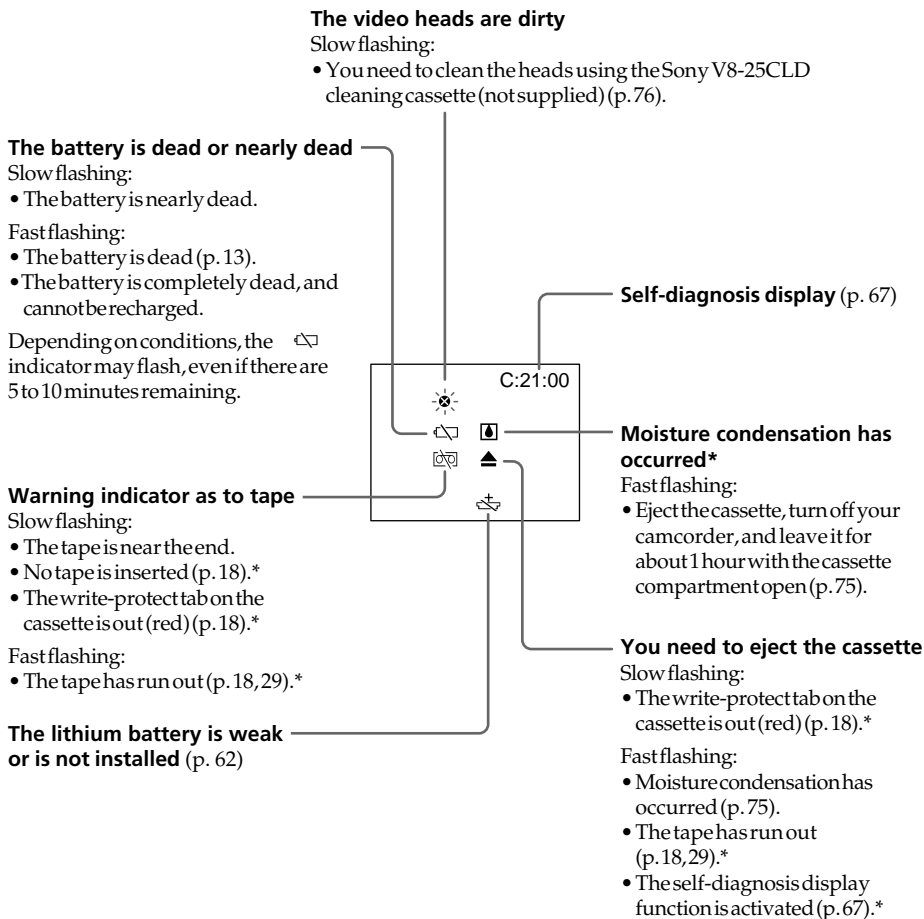 The video heads are dirty
Slow flashing:
• You need to clean the heads using the Sony V8-25CLD
cleaning cassette (not supplied) (p. 76).
The battery is dead or nearly dead
Slow flashing:
• The battery is nearly dead.
Fast flashing:
• The battery is dead (p. 13).
• The battery is completely dead, and
cannot be recharged.
Depending on conditions, the
indicator may flash, even if there are
5 to 10 minutes remaining.
Warning indicator as to tape
Slow flashing:
• The tape is near the end.
• No tape is inserted (p. 18).*
• The write-protect tab on the
cassette is out (red) (p. 18).*
Fast flashing:
• The tape has run out (p. 18, 29).*
The lithium battery is weak
or is not installed (p. 62)
C:21:00
Self-diagnosis display (p. 67)
Moisture condensation has
occurred*
Fast flashing:
• Eject the cassette, turn off your
camcorder, and leave it for
about 1 hour with the cassette
compartment open (p. 75).
You need to eject the cassette
Slow flashing:
• The write-protect tab on the
cassette is out (red) (p. 18).*
Fast flashing:
• Moisture condensation has
occurred (p. 75).
• The tape has run out
(p. 18, 29).*
• The self-diagnosis display
function is activated (p. 67).*